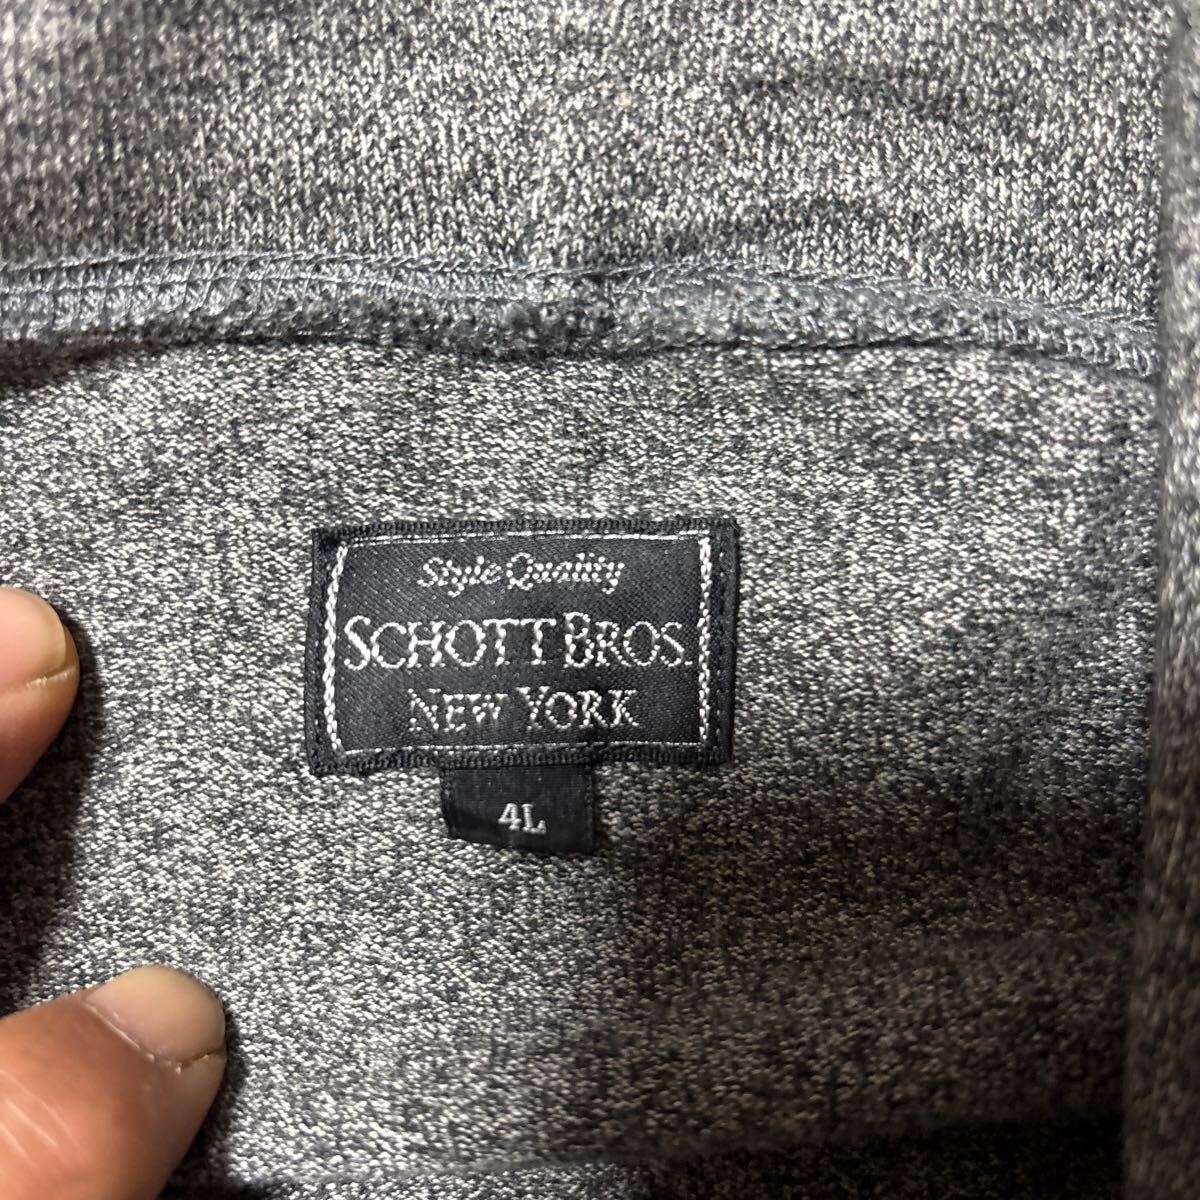 Style Quality
SCHOTT BROS.
NEW YORK
4L